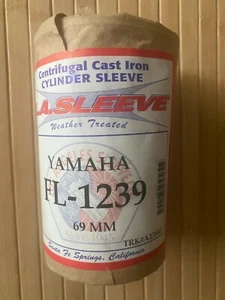 Centrifugal Cast Iron
CYLINDER SLEEVE
.A.SLEEVE
Weather Treated
YAMAHA
FL-1239
69 MM
Santa Fe Springs, California